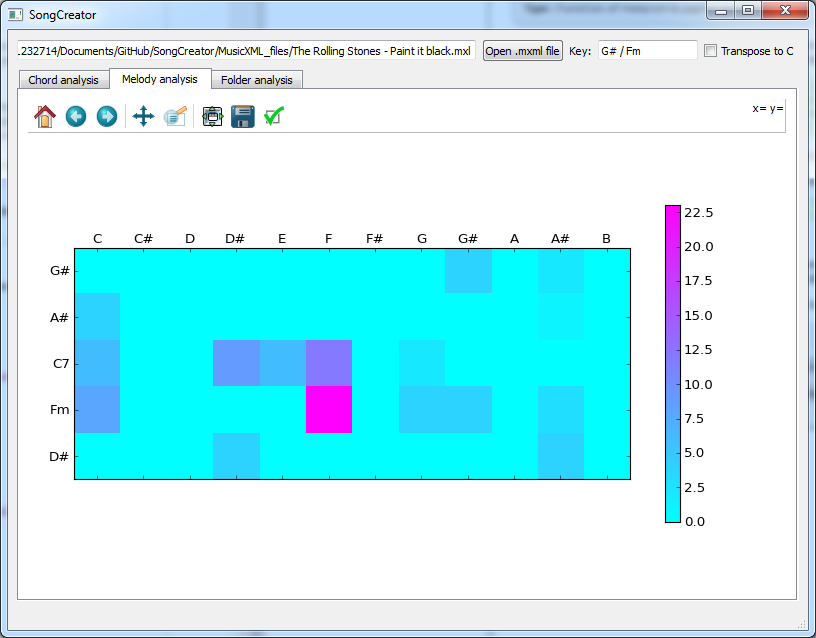 SongCreator
.232714/Documents/GitHub/SongCreator/MusicXML_files/The Rolling Stones - Paint it black.mxl Open .mxml file Key: G# / Fm Transpose to C
Chord analysis Melody analysis Folder analysis
x= y=
C C# D D# E F F# G G# A A# B
G#
A#
C7
Fm
D#
22.5
20.0
17.5
15.0
12.5
10.0
7.5
5.0
2.5
0.0